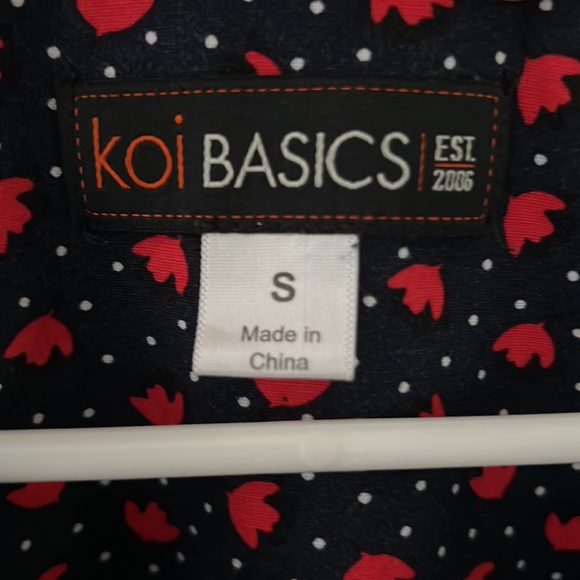 koi BASICS EST.
2006
S
Made in
China